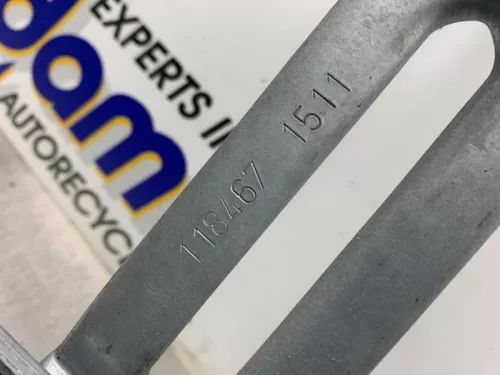 EXPERTS I
dam
AUTORECYC
118467 1511